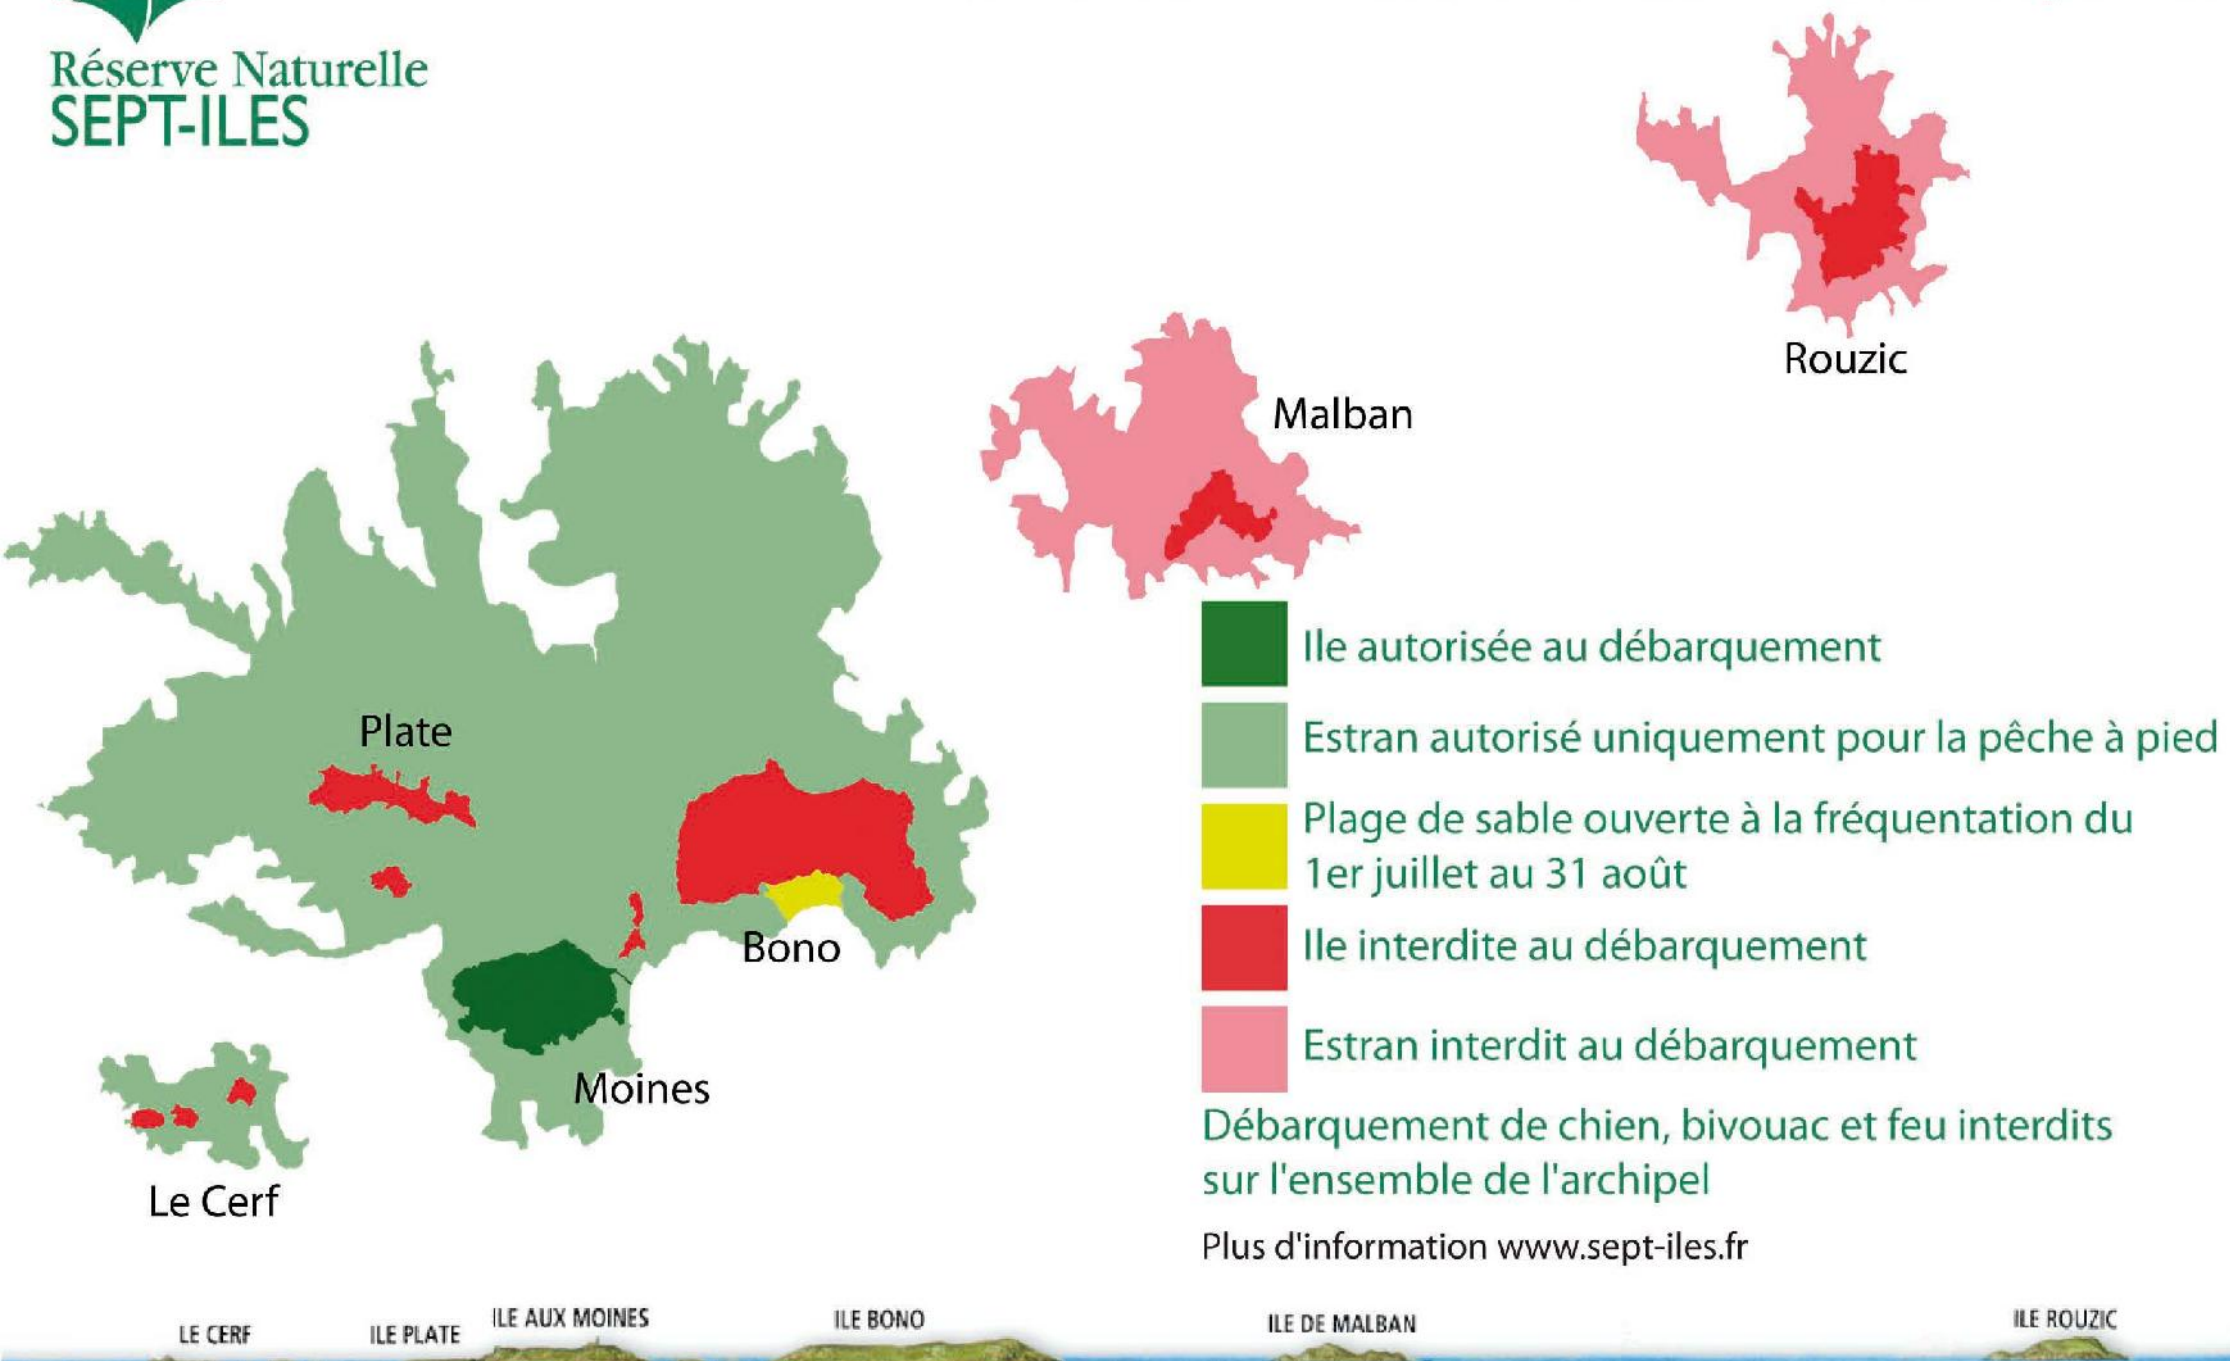 Réserve Naturelle
SEPT-ILES
Rouzic
Malban
Ile autorisée au débarquement
Estran autorisé uniquement pour la pêche à pied
Plate
Plage de sable ouverte à la fréquentation du
1er juillet au 31 août
Bono
Ile interdite au débarquement
Estran interdit au débarquement
Moines
Débarquement de chien, bivouac et feu interdits
sur l'ensemble de l'archipel
Le Cerf
Plus d'information www.sept-iles.fr
LE CERF
ILE PLATE
ILE AUX MOINES
ILE BONO
ILE DE MALBAN
ILE ROUZIC